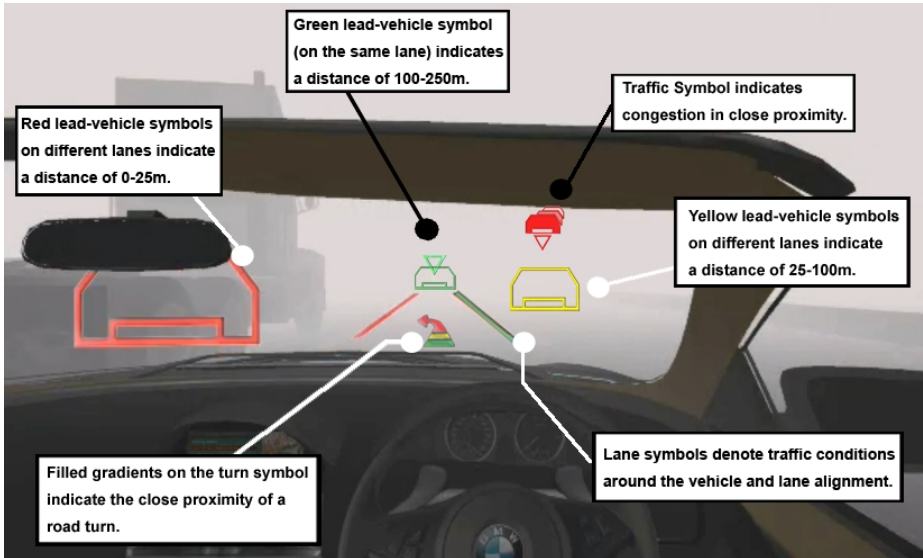 Green lead-vehicle symbol
(on the same lane) indicates
a distance of 100-250m.
Traffic Symbol indicates
congestion in close proximity.
Red lead-vehicle symbols
on different lanes indicate
a distance of 0-25m.
Yellow lead-vehicle symbols
on different lanes indicate
a distance of 25-100m.
Filled gradients on the turn symbol
indicate the close proximity of a
road turn.
Lane symbols denote traffic conditions
around the vehicle and lane alignment.
BMW